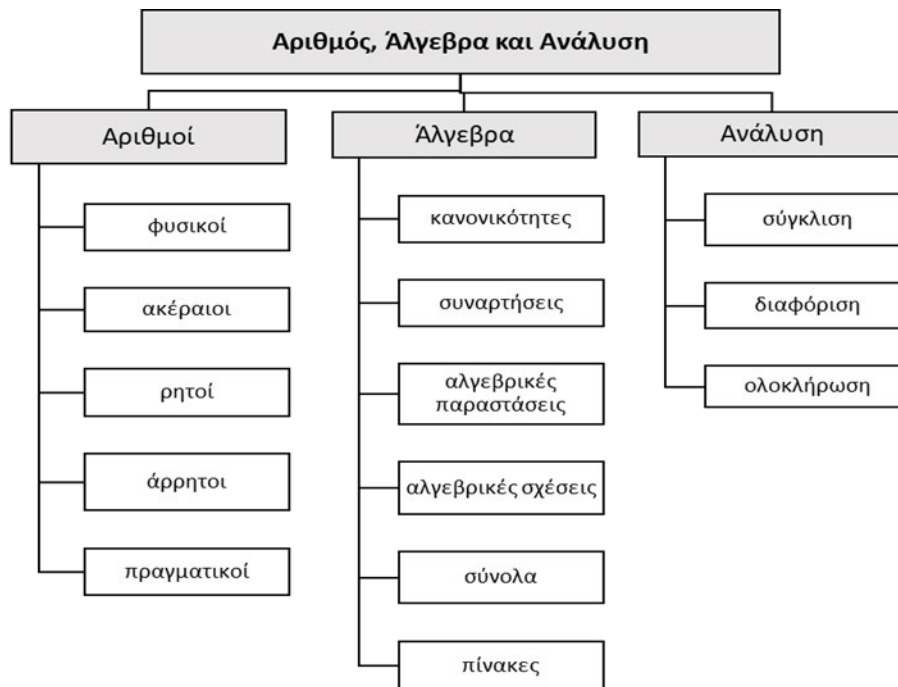 Αριθμός, Άλγεβρα και Ανάλυση
Αριθμοί
φυσικοί
ακέραιοι
ρητοί
άρρητοι
πραγματικοί
Άλγεβρα
κανονικότητες
συναρτήσεις
αλγεβρικές
παραστάσεις
αλγεβρικές σχέσεις
σύνολα
πίνακες
Ανάλυση
σύγκλιση
διαφόριση
ολοκλήρωση